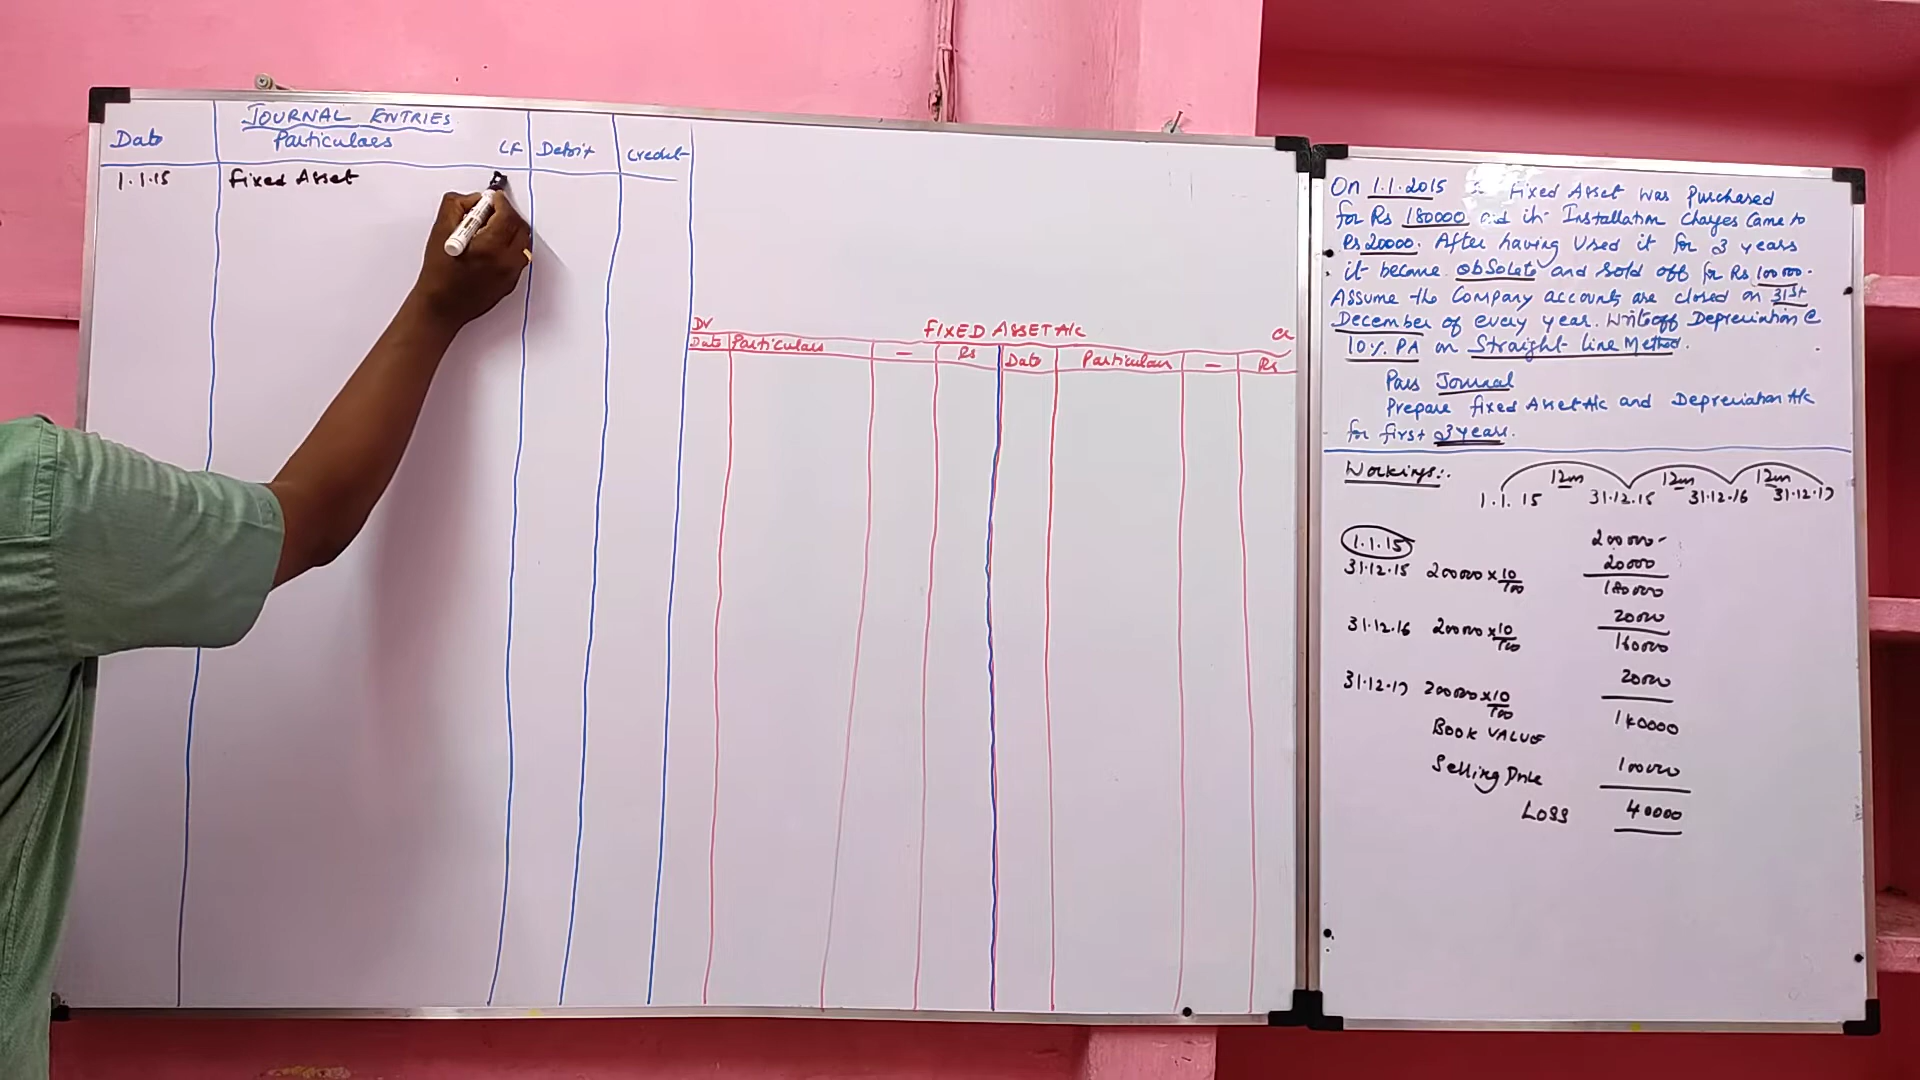 JOURNAL ENTRIES
Date Particulars LF Debit Credit
1.1.15 Fixed Asset
Dr FIXED ASSET A/c Cr
Date Particulars — Rs Date Particulars — Rs
On 1.1.2015 Fixed Asset was Purchased
for Rs 180000 and its Installation Charges Came to
Rs 20000. After having Used it for 3 years
it became obsolete and sold off for Rs 100000.
Assume the Company accounts are closed on 31st
December of every year. Write off Depreciation @
10% PA on Straight line Method.
Pass Journal
Prepare fixed Asset A/c and Depreciation A/c
for first 3 years.
Workings:-
12m 12m 12m
1.1.15 31.12.15 31.12.16 31.12.17
1.1.15 200000
31.12.15 200000 × 10/100 20000
180000
31.12.16 200000 × 10/100 20000
160000
31.12.17 200000 × 10/100 20000
BOOK VALUE 140000
Selling Price 100000
LOSS 40000